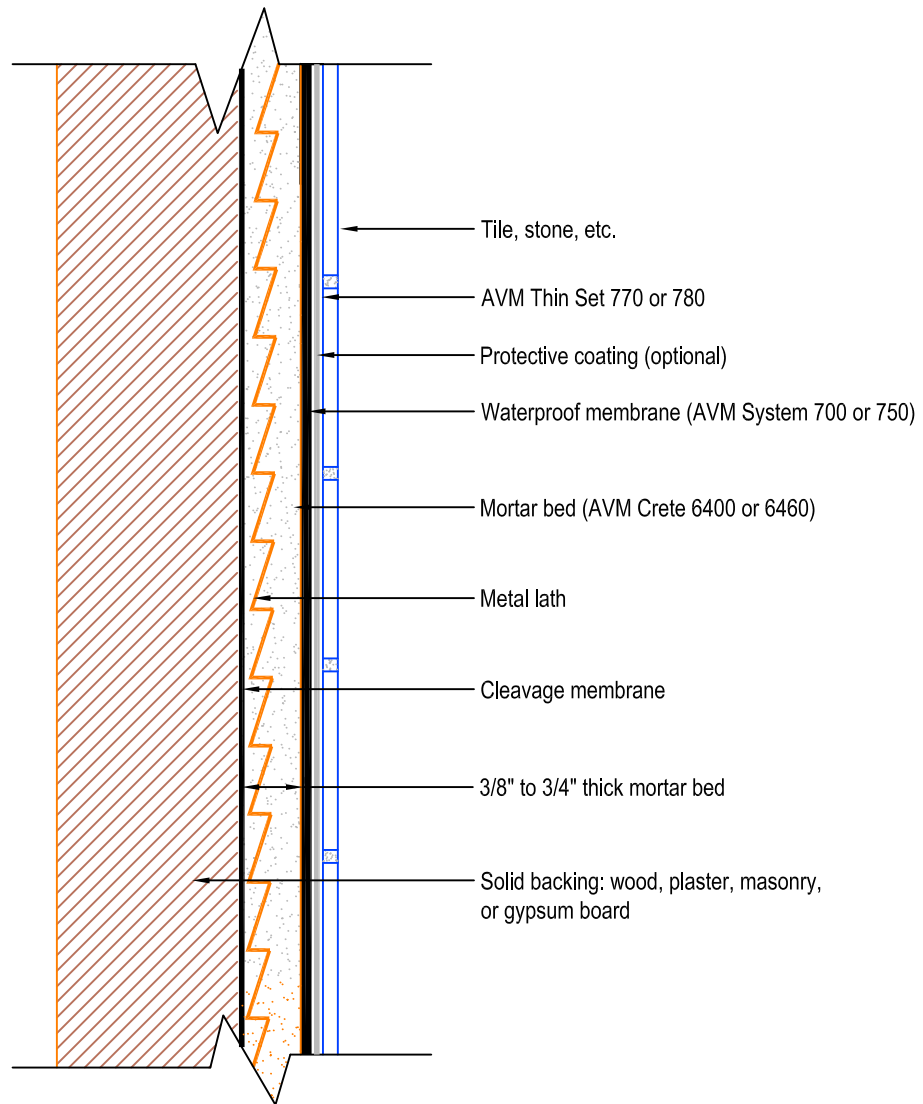 Tile, stone, etc.
AVM Thin Set 770 or 780
Protective coating (optional)
Waterproof membrane (AVM System 700 or 750)
Mortar bed (AVM Crete 6400 or 6460)
Metal lath
Cleavage membrane
3/8" to 3/4" thick mortar bed
Solid backing: wood, plaster, masonry,
or gypsum board